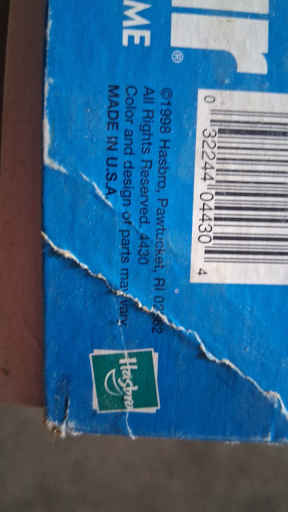 ME
®
©1998 Hasbro, Pawtucket, RI
All Rights Reserved. 4430
Color and design of parts may vary.
MADE IN U.S.A.
0 32244 04430 4
Hasbro